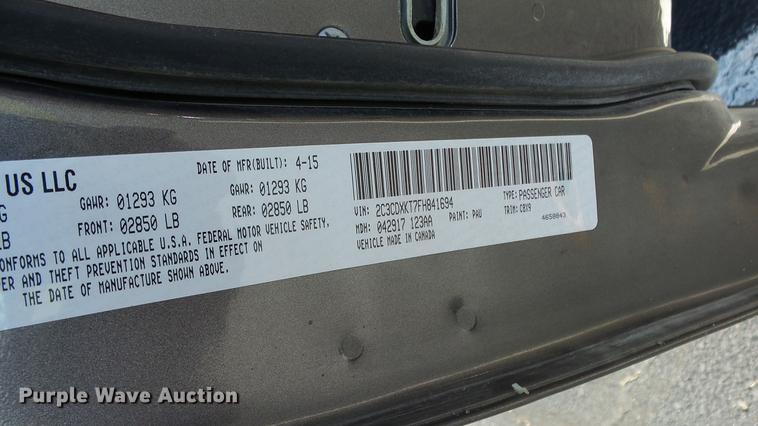 US LLC
DATE OF MFR(BUILT): 4-15
GAWR: 01293 KG
GAWR: 01293 KG
FRONT: 02850 LB
REAR: 02850 LB
ONFORMS TO ALL APPLICABLE U.S.A. FEDERAL MOTOR VEHICLE SAFETY,
ER AND THEFT PREVENTION STANDARDS IN EFFECT ON
THE DATE OF MANUFACTURE SHOWN ABOVE.
VIN: 2C3CDXKT7FH841694
TYPE: PASSENGER CAR
MDH: 042917 123AA
PAINT: PAU
TRIM: C8X9
VEHICLE MADE IN CANADA
4658043
Purple Wave Auction